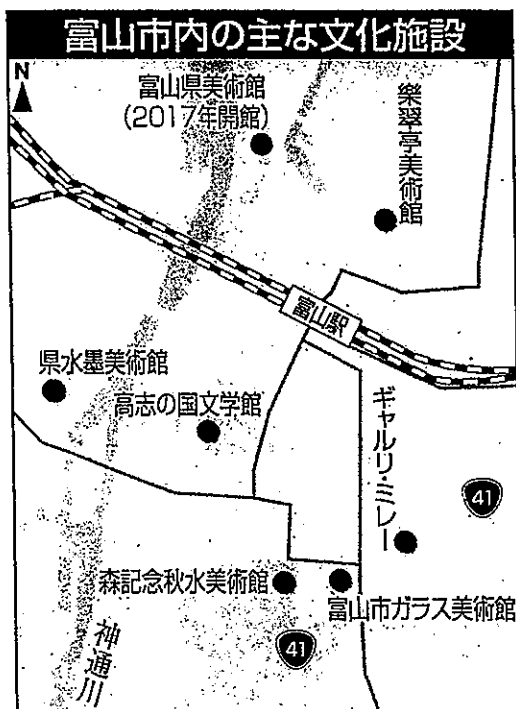 富山市内の主な文化施設
N
富山県美術館
(2017年開館)
樂翠亭美術館
富山駅
県水墨美術館
高志の国文学館
ギャルリ・ミレー
41
森記念秋水美術館
富山市ガラス美術館
41
神通川